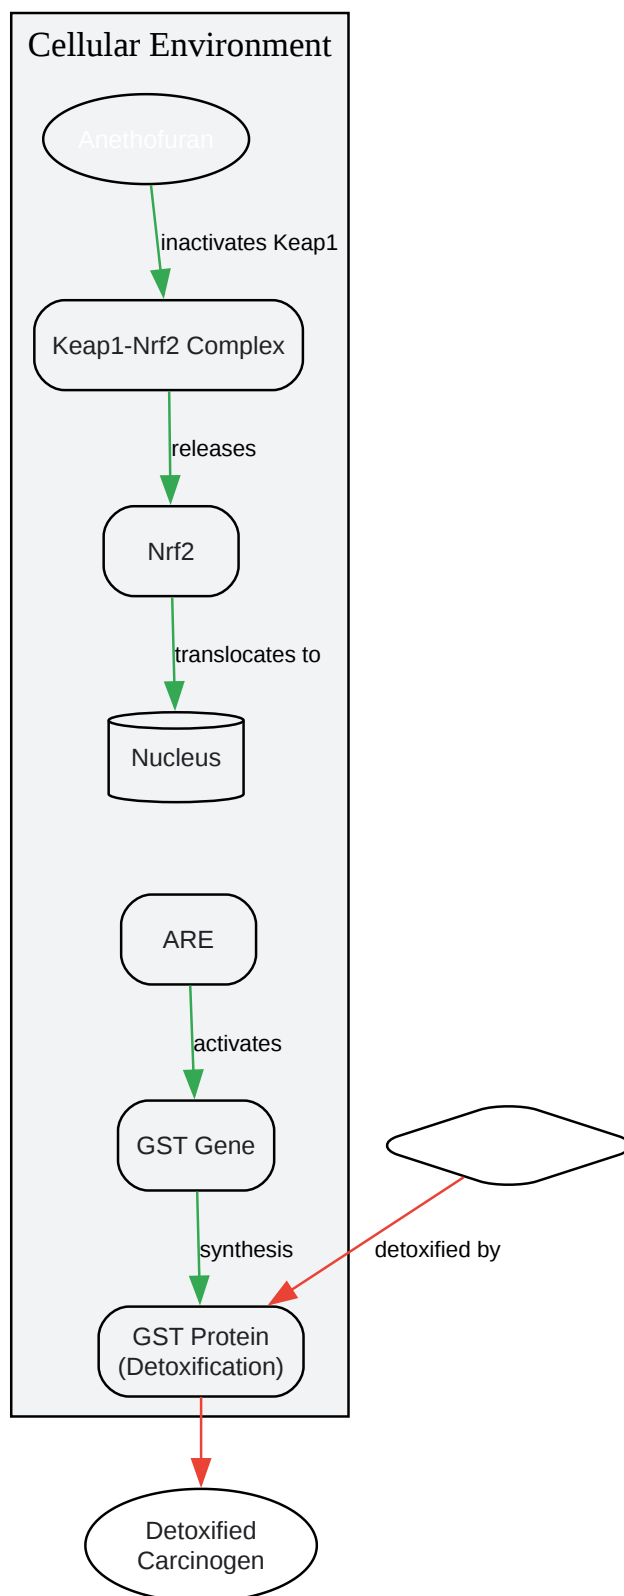 Cellular Environment
Anethofuran
inactivates Keap1
Keap1-Nrf2 Complex
releases
Nrf2
translocates to
Nucleus
ARE
activates
GST Gene
synthesis
detoxified by
GST Protein
(Detoxification)
Detoxified
Carcinogen